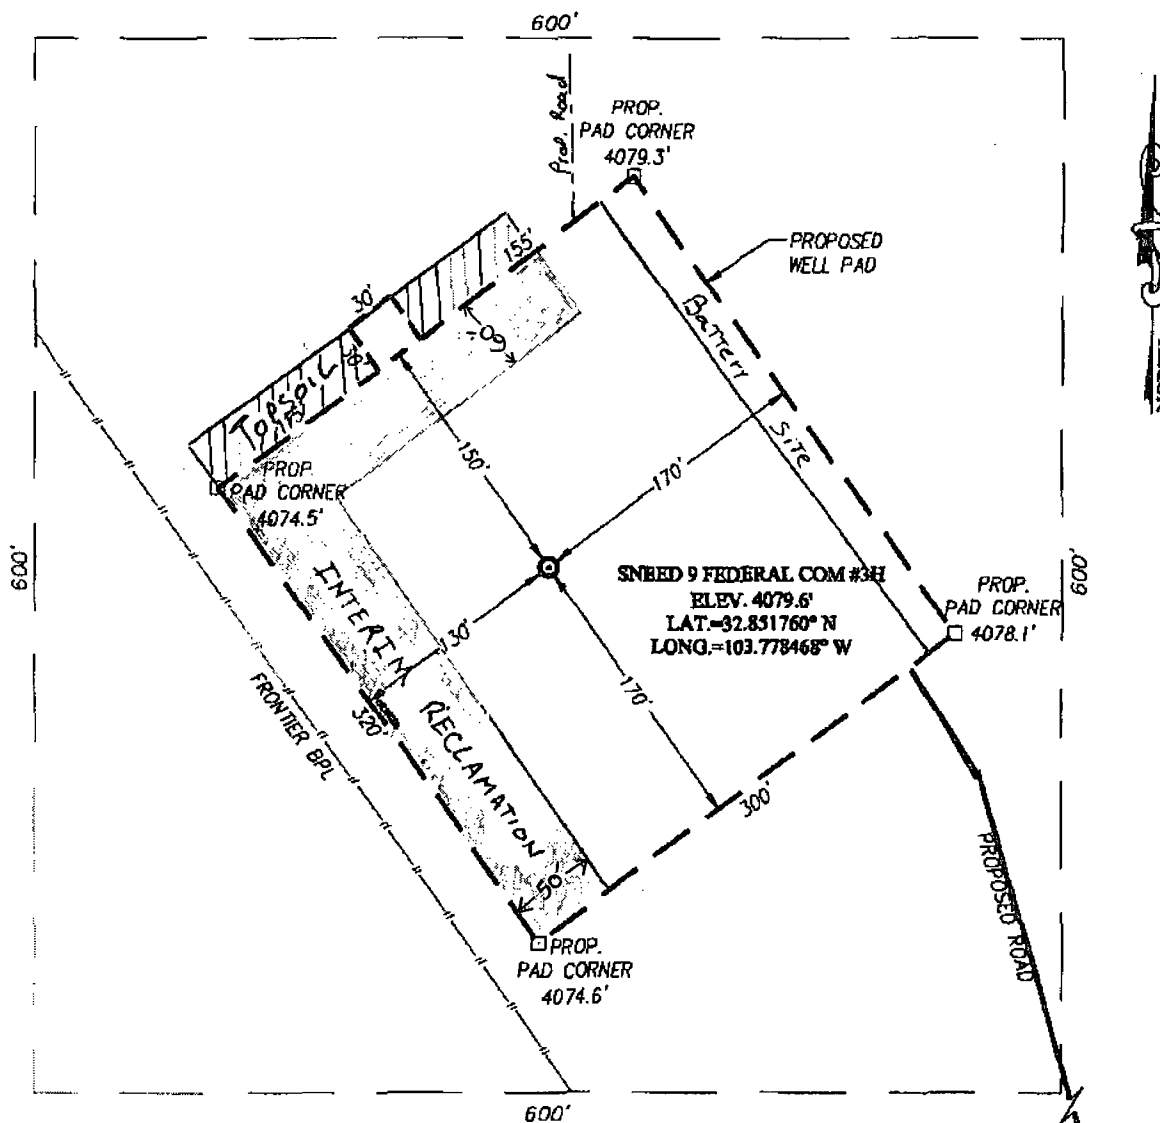 600'
Prop. Road
PROP.
PAD CORNER
4079.3'
PROPOSED
WELL PAD
155'
30'
60'
Battery
Site
TOPSOIL
PROP.
PAD CORNER
4074.5'
150'
170'
600'
600'
SNEED 9 FEDERAL COM #3H
ELEV. 4079.6'
LAT.=32.851760° N
LONG.=103.778468° W
PROP.
PAD CORNER
4078.1'
INTERIM
RECLAMATION
130'
170'
320'
FRONTIER BPL
300'
50'
PROPOSED ROAD
PROP.
PAD CORNER
4074.6'
600'